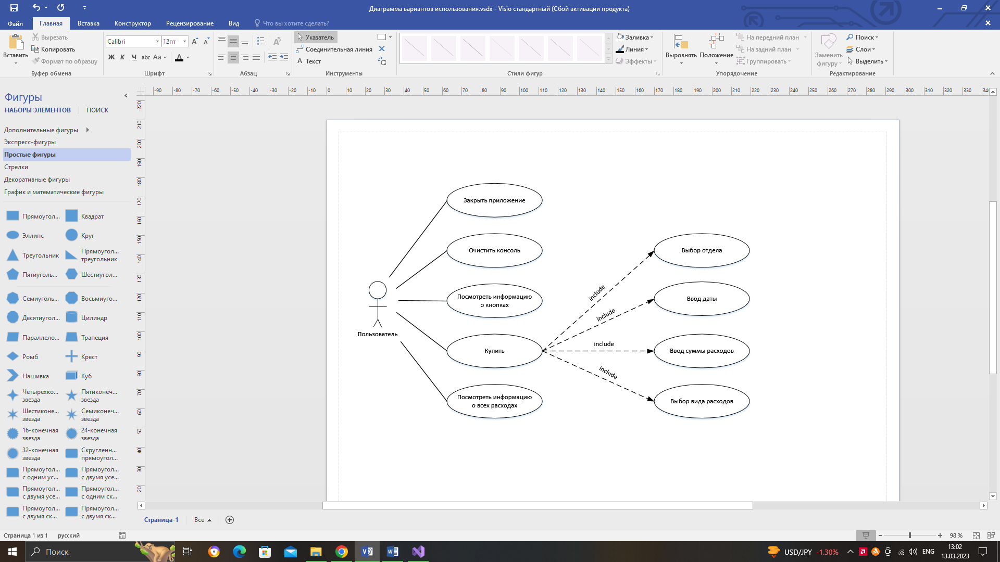 Диаграмма вариантов использования.vsdx - Visio стандартный (Сбой активации продукта)
Файл
Главная
Вставка
Конструктор
Рецензирование
Вид
Что вы хотите сделать?
Вставить
Вырезать
Копировать
Формат по образцу
Буфер обмена
Calibri
12пт
Ж К Ч abc Aa A
Шрифт
Абзац
Указатель
Соединительная линия
Текст
Инструменты
Стили фигур
Заливка
Линия
Эффекты
Выровнять
Положение
На передний план
На задний план
Группировать
Упорядочение
Заменить
фигуру
Поиск
Слои
Выделить
Редактирование
Фигуры
НАБОРЫ ЭЛЕМЕНТОВ
ПОИСК
Дополнительные фигуры
Экспресс-фигуры
Простые фигуры
Стрелки
Декоративные фигуры
График и математические фигуры
Прямоугол...
Квадрат
Эллипс
Круг
Треугольник
Прямоугол...
треугольник
Пятиуголь...
Шестиугол...
Семиуголь...
Восьмиуго...
Десятиугол...
Цилиндр
Параллело...
Трапеция
Ромб
Крест
Нашивка
Куб
Четырехко...
звезда
Пятиконеч...
звезда
Шестиконе...
звезда
Семиконеч...
звезда
16-конечная
звезда
24-конечная
звезда
32-конечная
звезда
Скругленн...
прямоугол...
Прямоугол...
с одним ус...
Прямоугол...
с двумя усе...
Прямоугол...
с двумя усе...
Прямоугол...
с одним ск...
Прямоугол...
с двумя ск...
Прямоугол...
с двумя ск...
-90 -80 -70 -60 -50 -40 -30 -20 -10 0 10 20 30 40 50 60 70 80 90 100 110 120 130 140 150 160 170 180 190 200 210 220 230 240 250 260 270 280 290 300 310 320 330
220
210
200
190
180
170
160
150
140
130
120
110
100
90
80
70
60
50
40
30
20
Закрыть приложение
Очистить консоль
Посмотреть информацию
о кнопках
Купить
Посмотреть информацию
о всех расходах
Пользователь
include
include
include
include
Выбор отдела
Ввод даты
Ввод суммы расходов
Выбор вида расходов
Страница-1
Все
Страница 1 из 1
русский
98 %
Поиск
USD/JPY -1.30%
ENG
13:02
13.03.2023